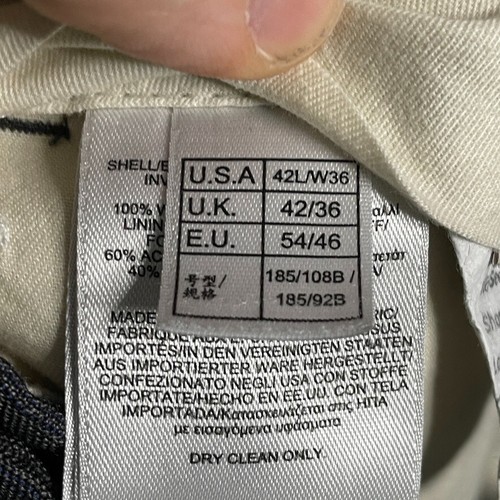 U.S.A 42L/W36
U.K. 42/36
E.U. 54/46
号型/
规格 185/108B /
185/92B
SHELL/E
INV
100% W
LININ
FO
60% AC
40%
MADE
FABRIQUE AUX
IMPORTÉS/IN DEN VEREINIGTEN STAATEN
AUS IMPORTIERTER WARE HERGESTELLT/
CONFEZIONATO NEGLI USA CON STOFFE
IMPORTATE/HECHO EN EE.UU. CON TELA
IMPORTADA/Κατασκευάζεται στις ΗΠΑ
με εισαγόμενα υφάσματα
DRY CLEAN ONLY.